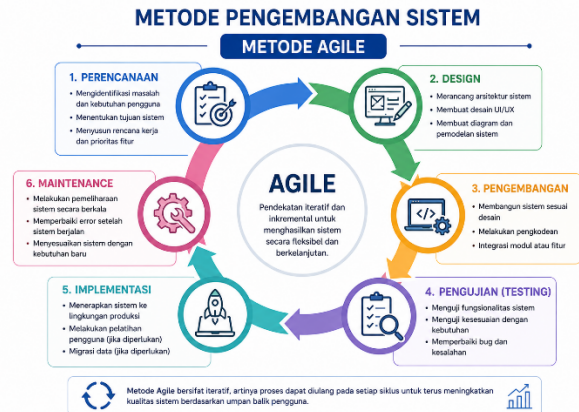 METODE PENGEMBANGAN SISTEM
METODE AGILE
1. PERENCANAAN
• Mengidentifikasi masalah
dan kebutuhan pengguna
• Menentukan tujuan sistem
• Menyusun rencana kerja
dan prioritas fitur
2. DESIGN
• Merancang arsitektur sistem
• Membuat desain UI/UX
• Membuat diagram dan
pemodelan sistem
3. PENGEMBANGAN
• Membangun sistem sesuai
desain
• Melakukan pengkodean
• Integrasi modul atau fitur
4. PENGUJIAN (TESTING)
• Menguji fungsionalitas sistem
• Menguji kesesuaian dengan
kebutuhan
• Memperbaiki bug dan
kesalahan
5. IMPLEMENTASI
• Menerapkan sistem ke
lingkungan produksi
• Melakukan pelatihan
pengguna (jika diperlukan)
• Migrasi data (jika diperlukan)
6. MAINTENANCE
• Melakukan pemeliharaan
sistem secara berkala
• Memperbaiki error setelah
sistem berjalan
• Menyesuaikan sistem dengan
kebutuhan baru
AGILE
Pendekatan iteratif dan
inkremental untuk
menghasilkan sistem
secara fleksibel dan
berkelanjutan.
Metode Agile bersifat iteratif, artinya proses dapat diulang pada setiap siklus untuk terus meningkatkan
kualitas sistem berdasarkan umpan balik pengguna.